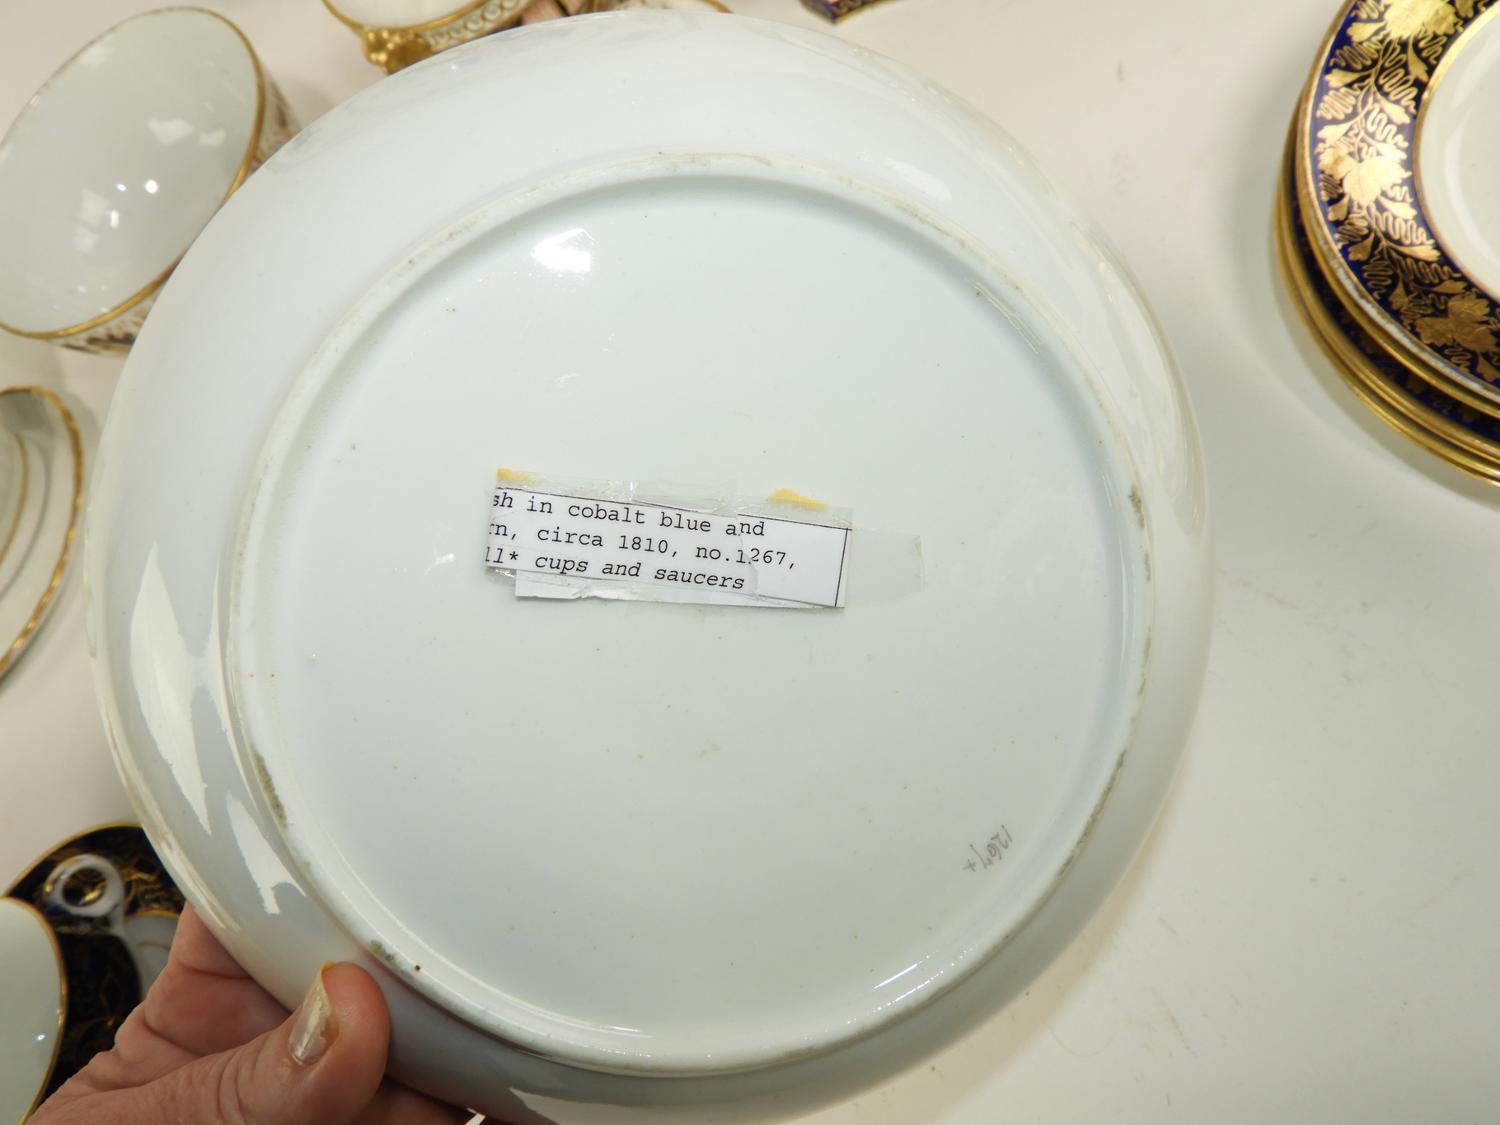 sh in cobalt blue and
rn, circa 1810, no.1267,
ll* cups and saucers
1267+